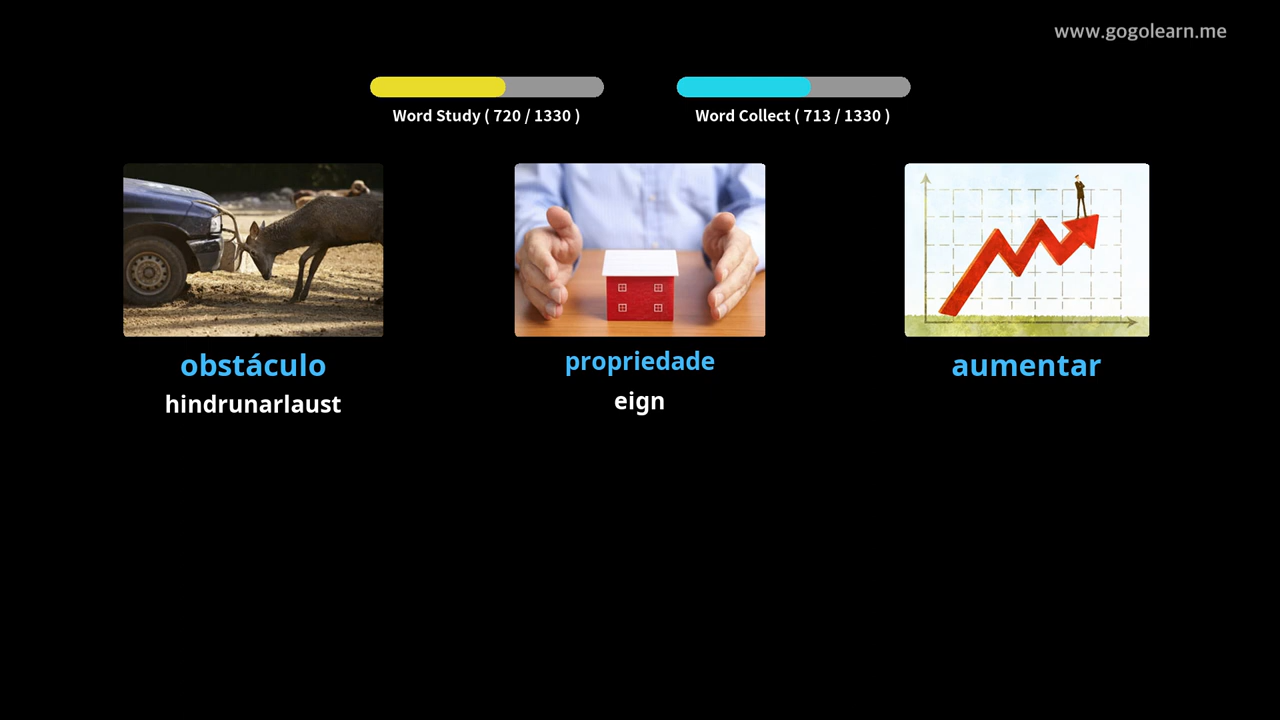 www.gogolearn.me
Word Study ( 720 / 1330 )
Word Collect ( 713 / 1330 )
obstáculo
hindrunarlaust
propriedade
eign
aumentar